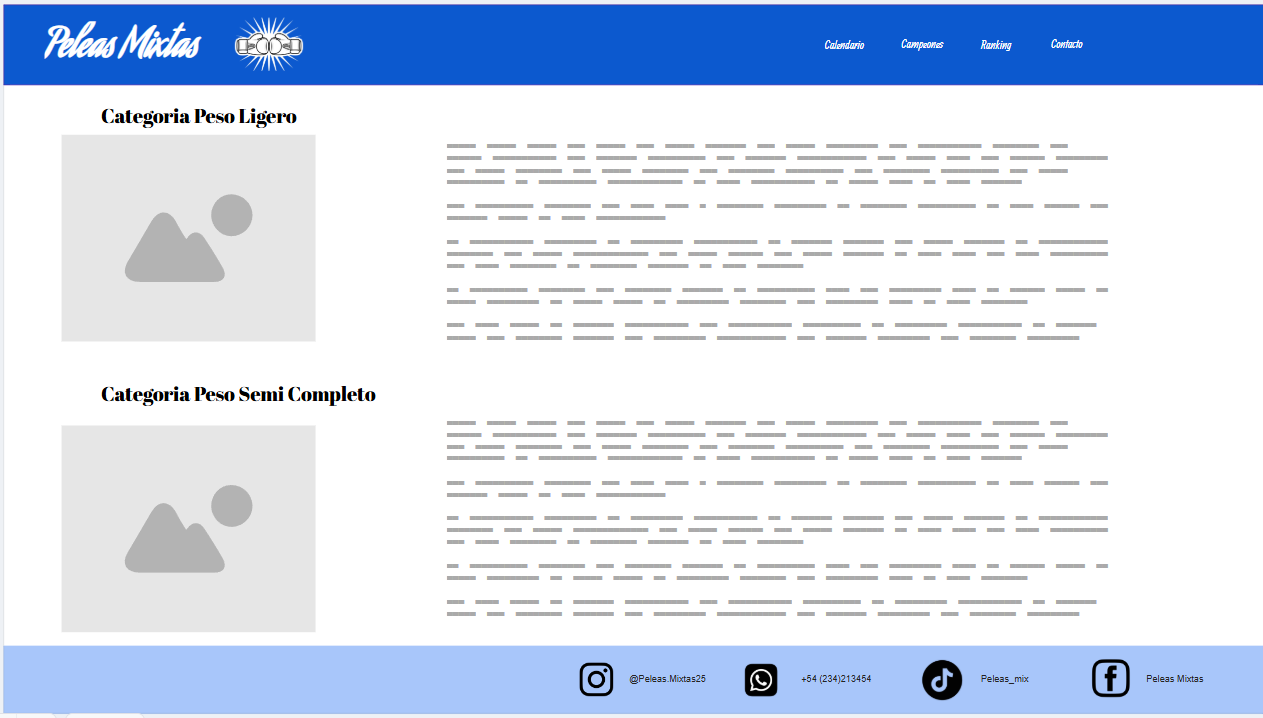 Peleas Mixtas
Calendario Campeones Ranking Contacto
Categoria Peso Ligero
Categoria Peso Semi Completo
@Peleas.Mixtas25 +54 (234)213454 Peleas_mix Peleas Mixtas